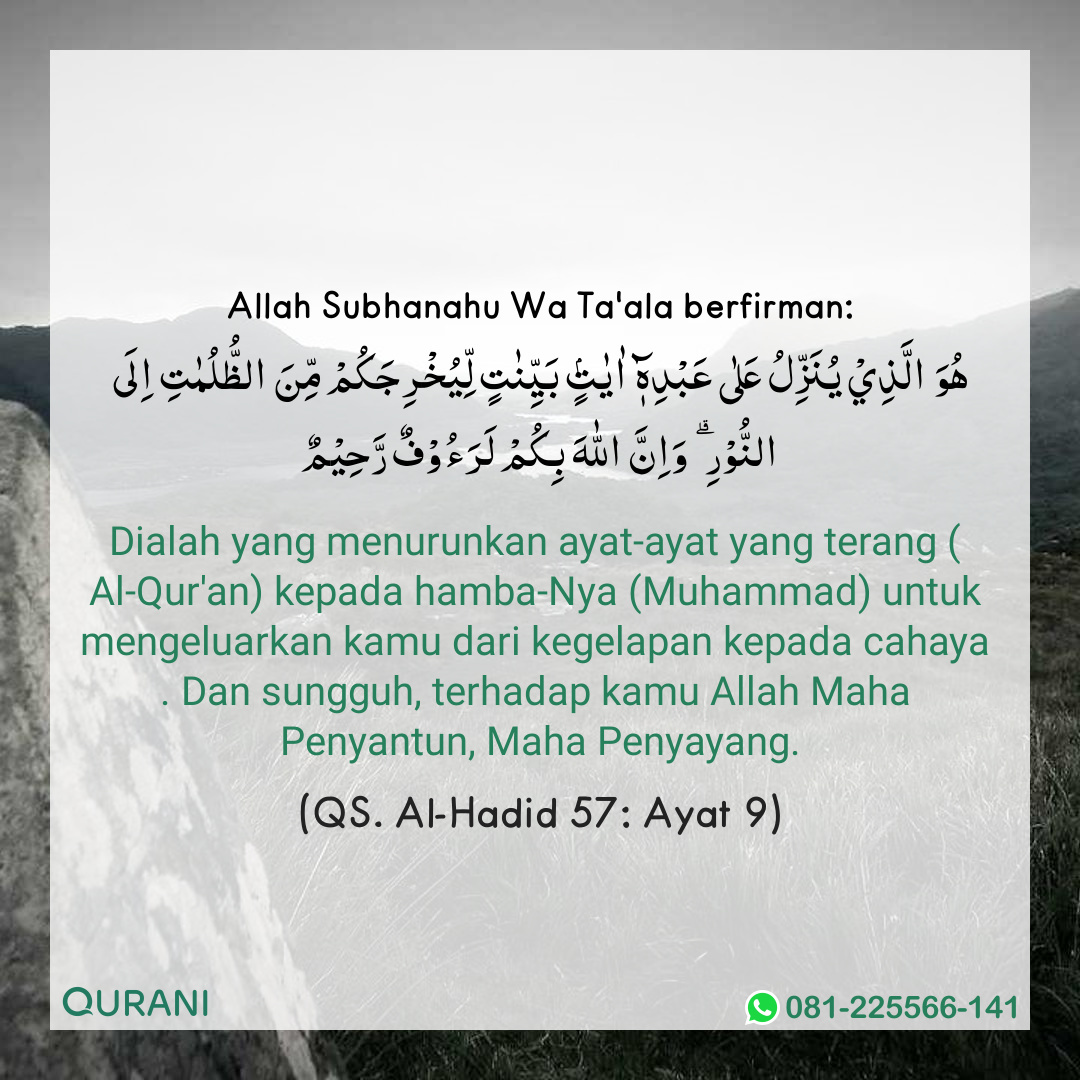 Allah Subhanahu Wa Ta'ala berfirman:
هُوَ الَّذِيْ يُنَزِّلُ عَلٰى عَبْدِهٖٓ اٰيٰتٍۢ بَيِّنٰتٍ لِّيُخْرِجَكُمْ مِّنَ الظُّلُمٰتِ اِلَى
النُّوْرِۗ وَاِنَّ اللّٰهَ بِكُمْ لَرَءُوْفٌ رَّحِيْمٌ
Dialah yang menurunkan ayat-ayat yang terang (
Al-Qur'an) kepada hamba-Nya (Muhammad) untuk
mengeluarkan kamu dari kegelapan kepada cahaya
. Dan sungguh, terhadap kamu Allah Maha
Penyantun, Maha Penyayang.
(QS. Al-Hadid 57: Ayat 9)
QURANI
081-225566-141